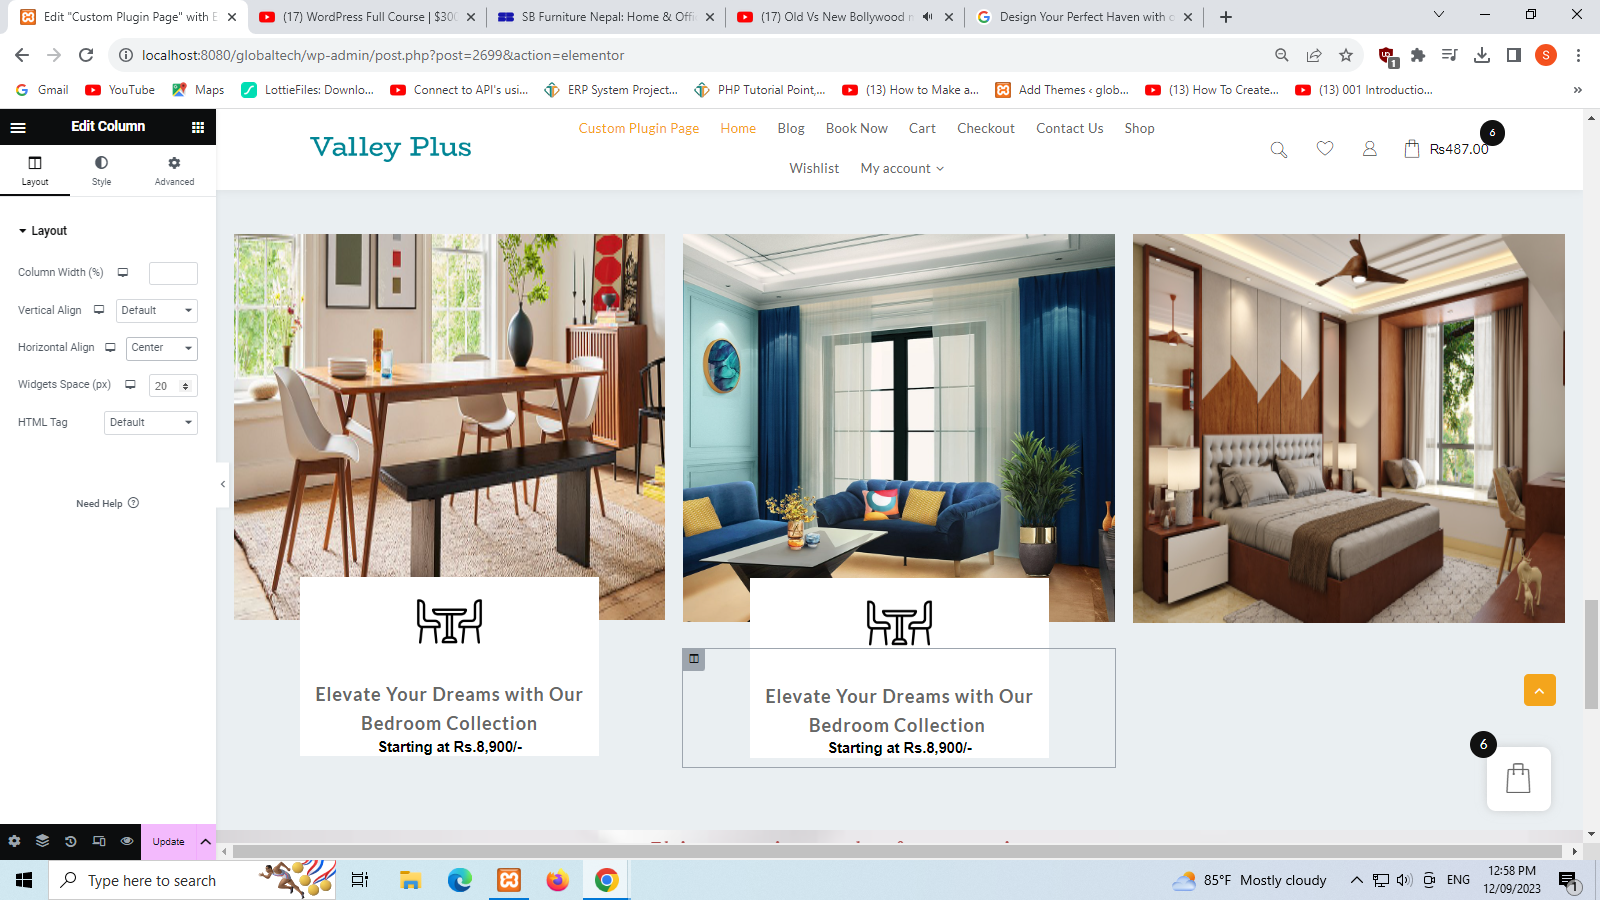 Edit "Custom Plugin Page" with E
(17) WordPress Full Course | $300
SB Furniture Nepal: Home & Offi
(17) Old Vs New Bollywood m
Design Your Perfect Haven with o
localhost:8080/globaltech/wp-admin/post.php?post=2699&action=elementor
1
S
Gmail
YouTube
Maps
LottieFiles: Downlo...
Connect to API's usi...
ERP System Project...
PHP Tutorial Point,...
(13) How to Make a...
Add Themes ‹ glob...
(13) How To Create...
(13) 001 Introductio...
»
Edit Column
Layout
Style
Advanced
Layout
Column Width (%)
Vertical Align
Default
Horizontal Align
Center
Widgets Space (px)
20
HTML Tag
Default
Need Help
Update
Valley Plus
Custom Plugin Page
Home
Blog
Book Now
Cart
Checkout
Contact Us
Shop
Wishlist
My account
₨487.00
6
Elevate Your Dreams with Our
Bedroom Collection
Starting at Rs.8,900/-
Elevate Your Dreams with Our
Bedroom Collection
Starting at Rs.8,900/-
6
Type here to search
85°F Mostly cloudy
ENG
12:58 PM
12/09/2023
1